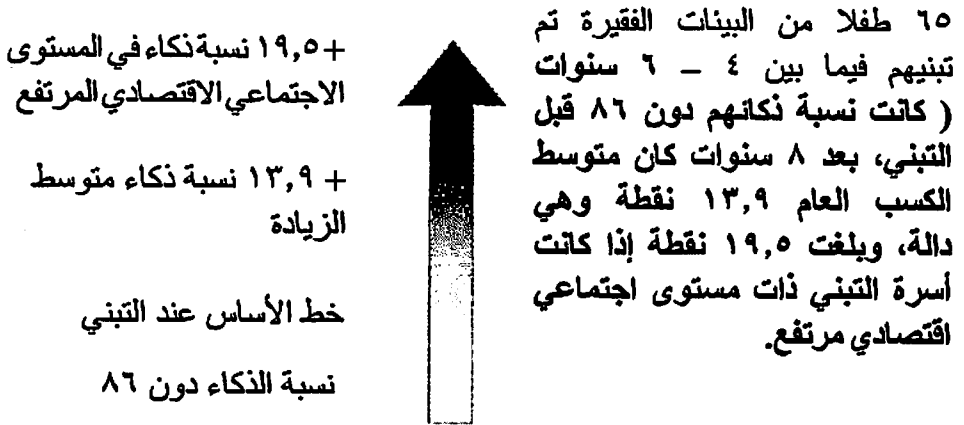 ٦٥ طفلا من البيئات الفقيرة تم
تبنيهم فيما بين ٤ – ٦ سنوات
( كانت نسبة ذكائهم دون ٨٦ قبل
التبني، بعد ٨ سنوات كان متوسط
الكسب العام ١٣,٩ نقطة وهي
دالة، وبلغت ١٩,٥ نقطة إذا كانت
أسرة التبني ذات مستوى اجتماعي
اقتصادي مرتفع.
+١٩,٥ نسبة ذكاء في المستوى
الاجتماعي الاقتصادي المرتفع
+ ١٣,٩ نسبة ذكاء متوسط
الزيادة
خط الأساس عند التبني
نسبة الذكاء دون ٨٦